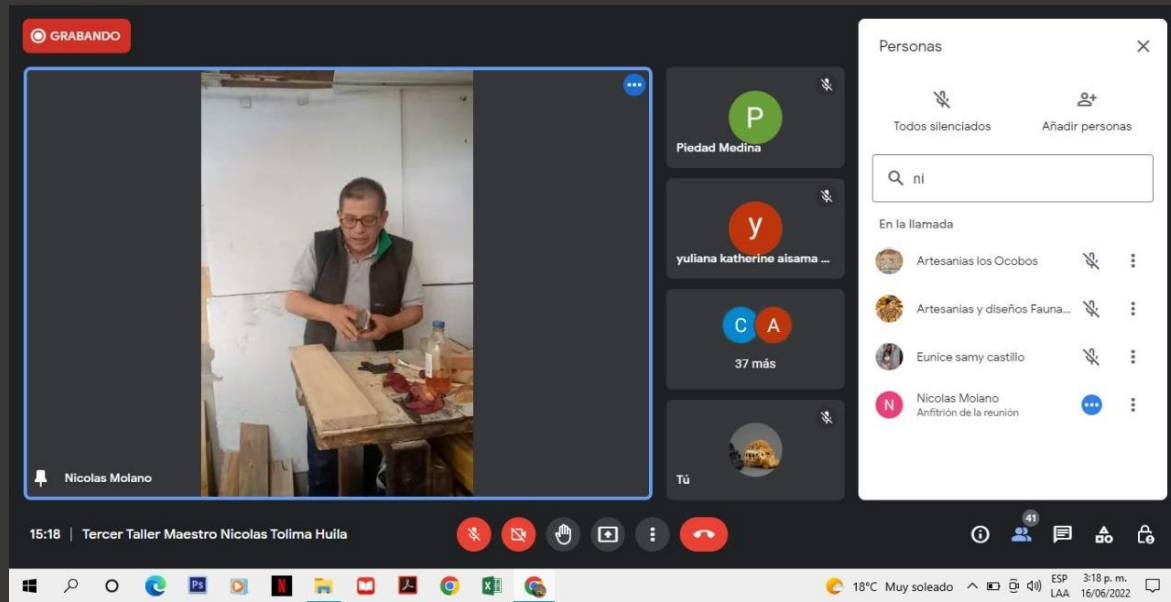 GRABANDO
P
Piedad Medina
y
yuliana katherine aisama ...
C A
37 más
Tú
Nicolas Molano
15:18 | Tercer Taller Maestro Nicolas Tolima Huila
Personas
Todos silenciados
Añadir personas
ni
En la llamada
Artesanias los Ocobos
Artesanias y diseños Fauna...
Eunice samy castillo
N
Nicolas Molano
Anfitrión de la reunión
41
Ps
N
18°C Muy soleado
ESP
LAA
3:18 p. m.
16/06/2022